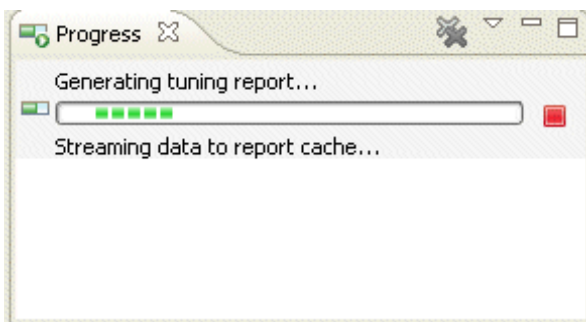 Progress
Generating tuning report...
Streaming data to report cache...